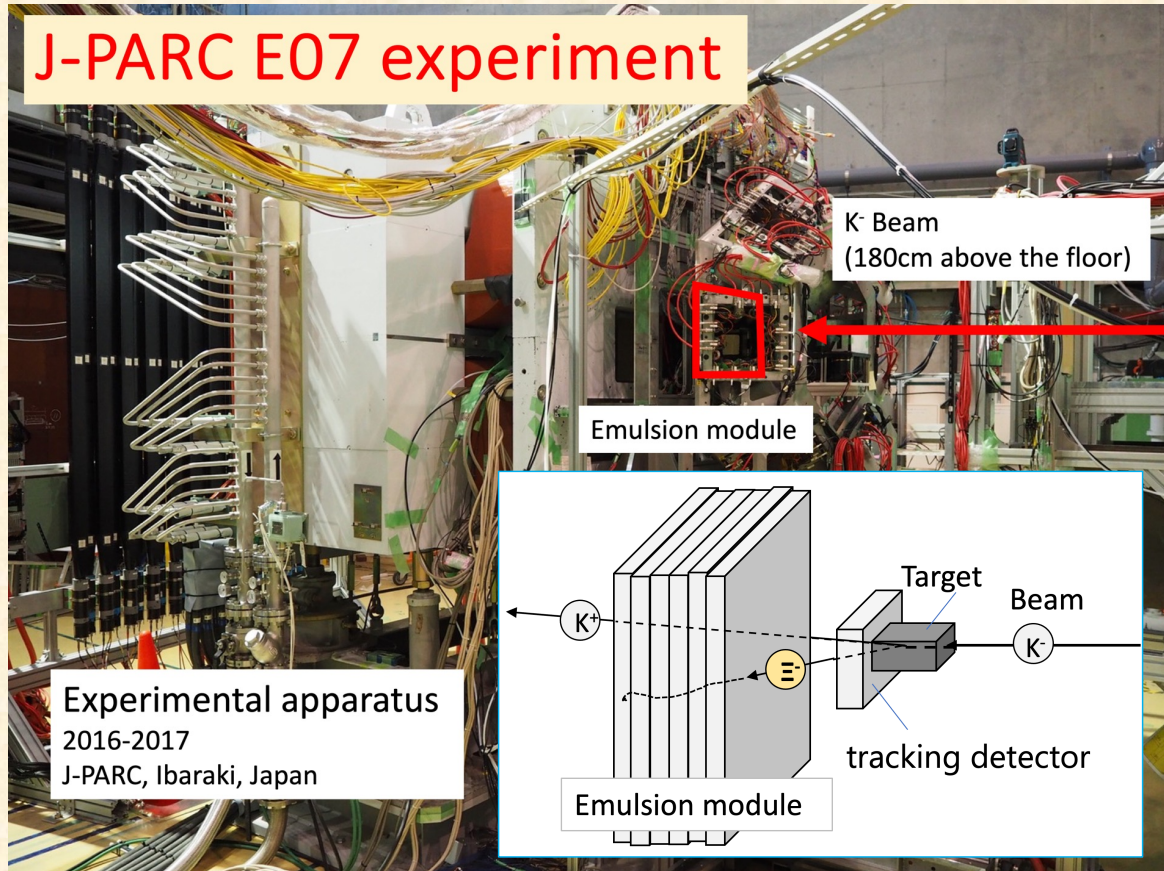 J-PARC E07 experiment
K- Beam
(180cm above the floor)
Emulsion module
Target
Beam
K+
K-
Ξ-
Experimental apparatus
2016-2017
J-PARC, Ibaraki, Japan
tracking detector
Emulsion module